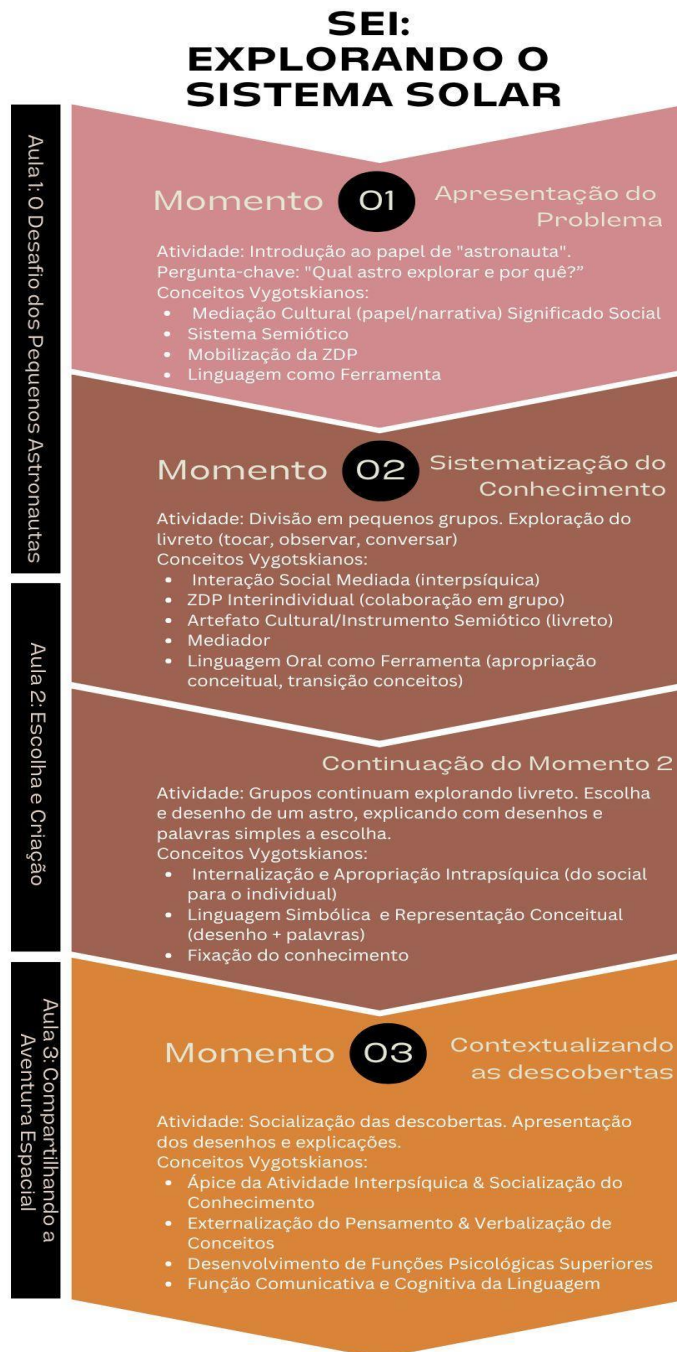 SEI:
EXPLORANDO O
SISTEMA SOLAR
Aula 1: O Desafio dos Pequenos Astronautas
Momento 01 Apresentação do
Problema
Atividade: Introdução ao papel de "astronauta".
Pergunta-chave: "Qual astro explorar e por quê?”
Conceitos Vygotskianos:
• Mediação Cultural (papel/narrativa) Significado Social
• Sistema Semiótico
• Mobilização da ZDP
• Linguagem como Ferramenta
Momento 02 Sistematização do
Conhecimento
Atividade: Divisão em pequenos grupos. Exploração do
livreto (tocar, observar, conversar)
Conceitos Vygotskianos:
• Interação Social Mediada (interpsíquica)
• ZDP Interindividual (colaboração em grupo)
• Artefato Cultural/Instrumento Semiótico (livreto)
• Mediador
• Linguagem Oral como Ferramenta (apropriação
conceitual, transição conceitos)
Aula 2: Escolha e Criação
Continuação do Momento 2
Atividade: Grupos continuam explorando livreto. Escolha
e desenho de um astro, explicando com desenhos e
palavras simples a escolha.
Conceitos Vygotskianos:
• Internalização e Apropriação Intrapsíquica (do social
para o individual)
• Linguagem Simbólica e Representação Conceitual
(desenho + palavras)
• Fixação do conhecimento
Aula 3: Compartilhando a
Aventura Espacial
Momento 03 Contextualizando
as descobertas
Atividade: Socialização das descobertas. Apresentação
dos desenhos e explicações.
Conceitos Vygotskianos:
• Ápice da Atividade Interpsíquica & Socialização do
Conhecimento
• Externalização do Pensamento & Verbalização de
Conceitos
• Desenvolvimento de Funções Psicológicas Superiores
• Função Comunicativa e Cognitiva da Linguagem